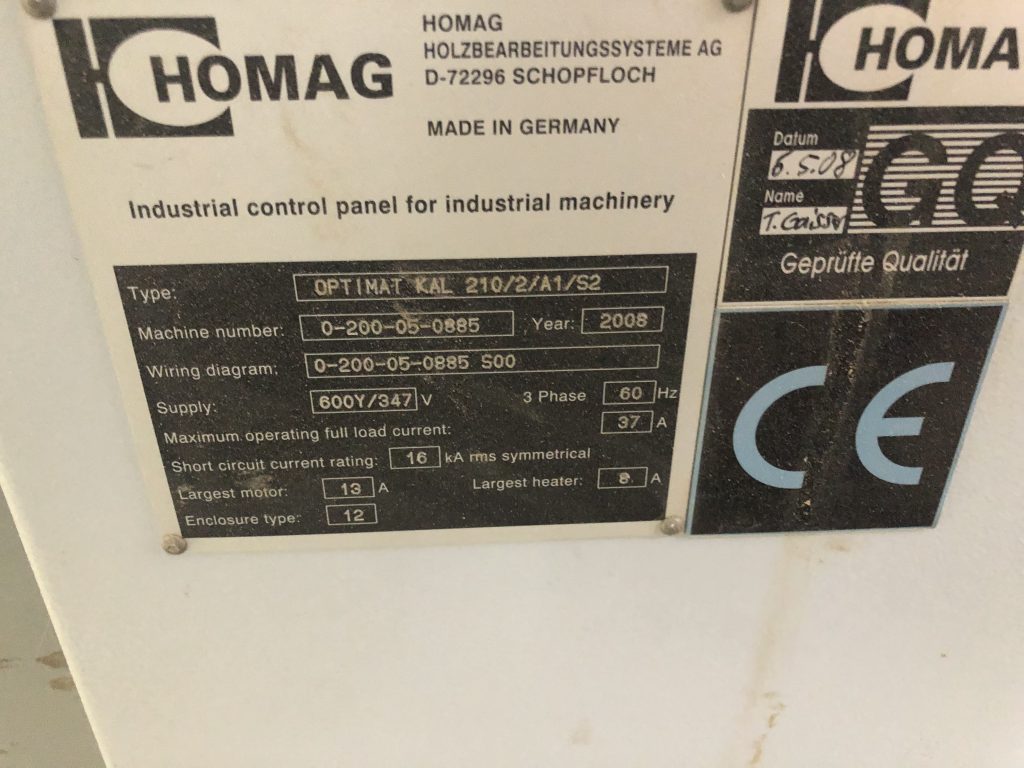 HOMAG
HOMAG
HOLZBEARBEITUNGSSYSTEME AG
D-72296 SCHOPFLOCH
MADE IN GERMANY
Industrial control panel for industrial machinery
Type: OPTIMAT KAL 210/2/A1/S2
Machine number: 0-200-05-0885 Year: 2008
Wiring diagram: 0-200-05-0885 S00
Supply: 600Y/347 V 3 Phase 60 Hz
Maximum operating full load current: 37 A
Short circuit current rating: 16 kA rms symmetrical
Largest motor: 13 A Largest heater: 8 A
Enclosure type: 12
HOMA
Datum
6.5.08
Name
GQ
Geprüfte Qualität
CE